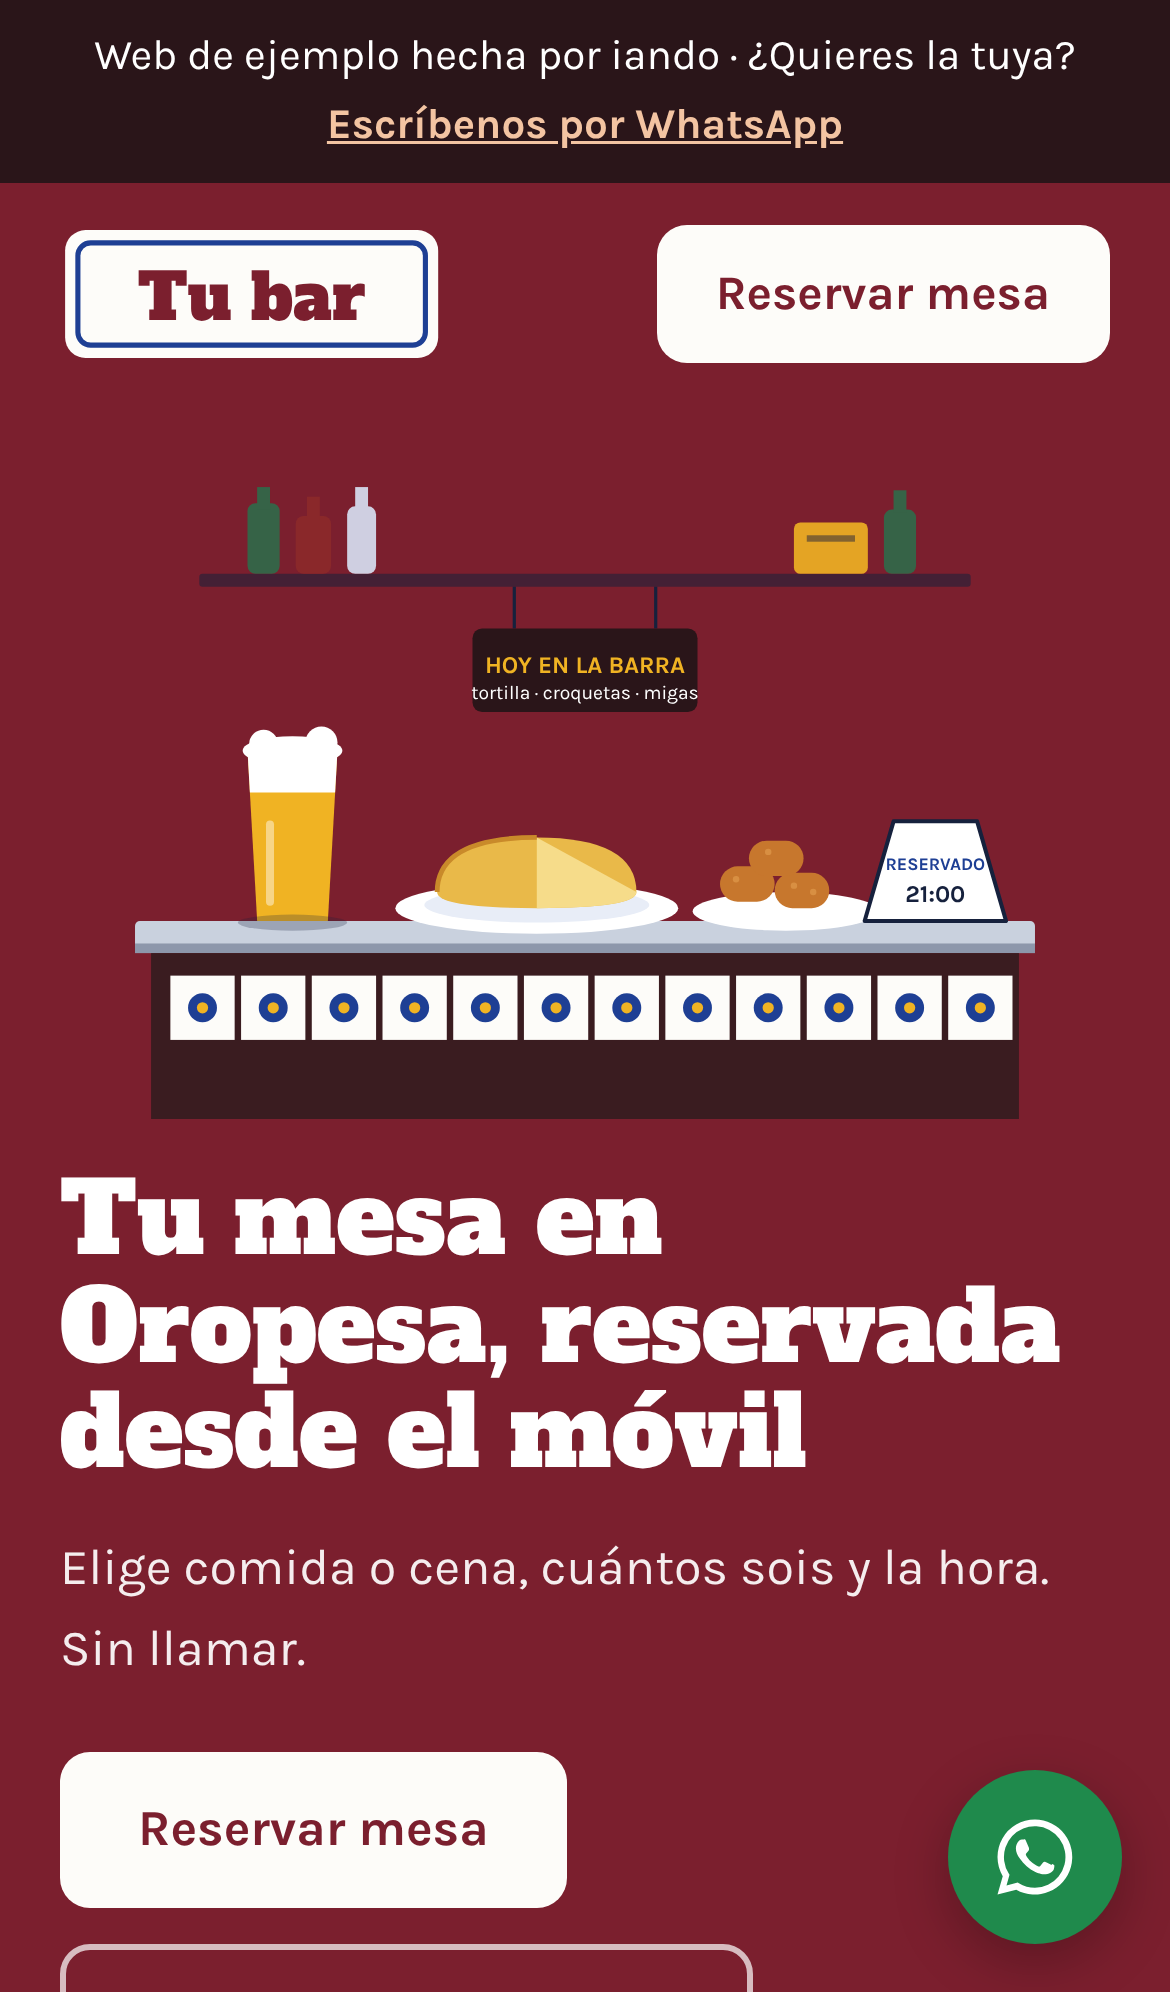 Web de ejemplo hecha por iando · ¿Quieres la tuya?
Escríbenos por WhatsApp
Tu bar
Reservar mesa
HOY EN LA BARRA
tortilla · croquetas · migas
RESERVADO
21:00
Tu mesa en
Oropesa, reservada
desde el móvil
Elige comida o cena, cuántos sois y la hora.
Sin llamar.
Reservar mesa